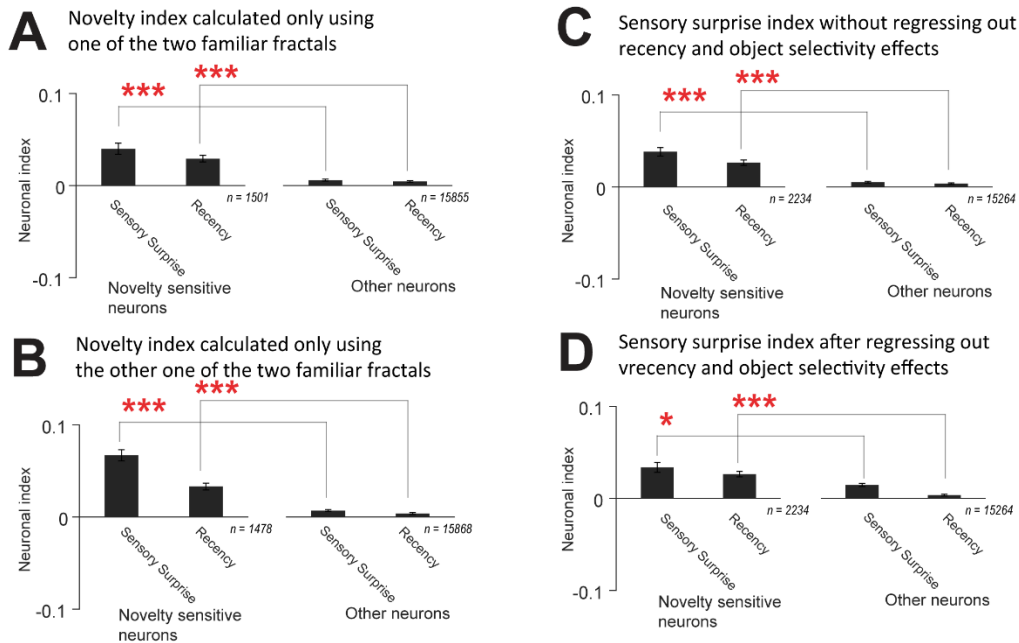 A
Novelty index calculated only using
one of the two familiar fractals
***
***
0.1
0
-0.1
Neuronal index
n = 1501
n = 15855
Sensory Surprise
Recency
Sensory Surprise
Recency
Novelty sensitive
neurons
Other neurons
B
Novelty index calculated only using
the other one of the two familiar fractals
***
***
0.1
0
-0.1
Neuronal index
n = 1478
n = 15868
Sensory Surprise
Recency
Sensory Surprise
Recency
Novelty sensitive
neurons
Other neurons
C
Sensory surprise index without regressing out
recency and object selectivity effects
***
***
0.1
0
-0.1
Neuronal index
n = 2234
n = 15264
Sensory Surprise
Recency
Sensory Surprise
Recency
Novelty sensitive
neurons
Other neurons
D
Sensory surprise index after regressing out
vrecency and object selectivity effects
*
***
0.1
0
-0.1
Neuronal index
n = 2234
n = 15264
Sensory Surprise
Recency
Sensory Surprise
Recency
Novelty sensitive
neurons
Other neurons